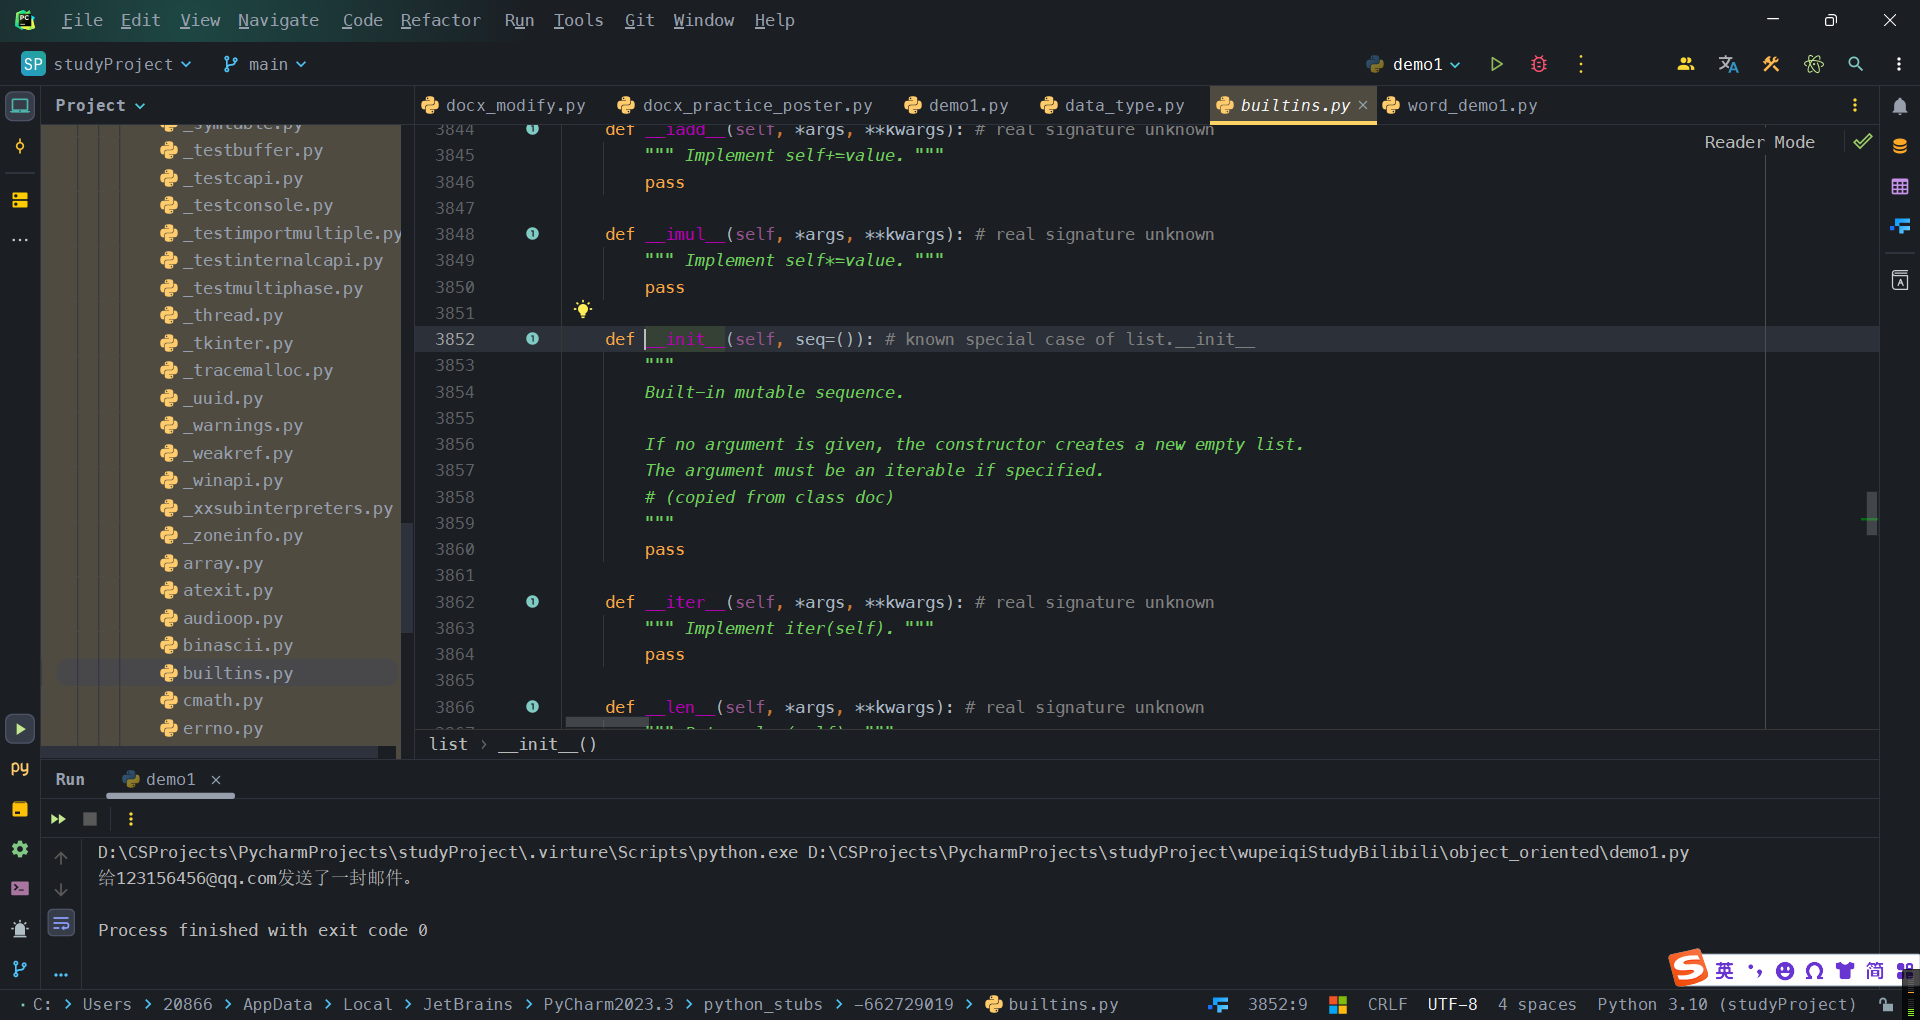 File Edit View Navigate Code Refactor Run Tools Git Window Help
SP studyProject main demo1
Project docx_modify.py docx_practice_poster.py demo1.py data_type.py builtins.py word_demo1.py
Reader Mode
_symtable.py
_testbuffer.py
_testcapi.py
_testconsole.py
_testimportmultiple.py
_testinternalcapi.py
_testmultiphase.py
_thread.py
_tkinter.py
_tracemalloc.py
_uuid.py
_warnings.py
_weakref.py
_winapi.py
_xxsubinterpreters.py
_zoneinfo.py
array.py
atexit.py
audioop.py
binascii.py
builtins.py
cmath.py
errno.py
3844 def __iadd__(self, *args, **kwargs): # real signature unknown
3845 """ Implement self+=value. """
3846 pass
3847
3848 def __imul__(self, *args, **kwargs): # real signature unknown
3849 """ Implement self*=value. """
3850 pass
3851
3852 def __init__(self, seq=()): # known special case of list.__init__
3853 """
3854 Built-in mutable sequence.
3855
3856 If no argument is given, the constructor creates a new empty list.
3857 The argument must be an iterable if specified.
3858 # (copied from class doc)
3859 """
3860 pass
3861
3862 def __iter__(self, *args, **kwargs): # real signature unknown
3863 """ Implement iter(self). """
3864 pass
3865
3866 def __len__(self, *args, **kwargs): # real signature unknown
list › __init__()
Run demo1
D:\CSProjects\PycharmProjects\studyProject\.virture\Scripts\python.exe D:\CSProjects\PycharmProjects\studyProject\wupeiqiStudyBilibili\object_oriented\demo1.py
给123156456@qq.com发送了一封邮件。
Process finished with exit code 0
英 简
C: › Users › 20866 › AppData › Local › JetBrains › PyCharm2023.3 › python_stubs › -662729019 › builtins.py 3852:9 CRLF UTF-8 4 spaces Python 3.10 (studyProject)